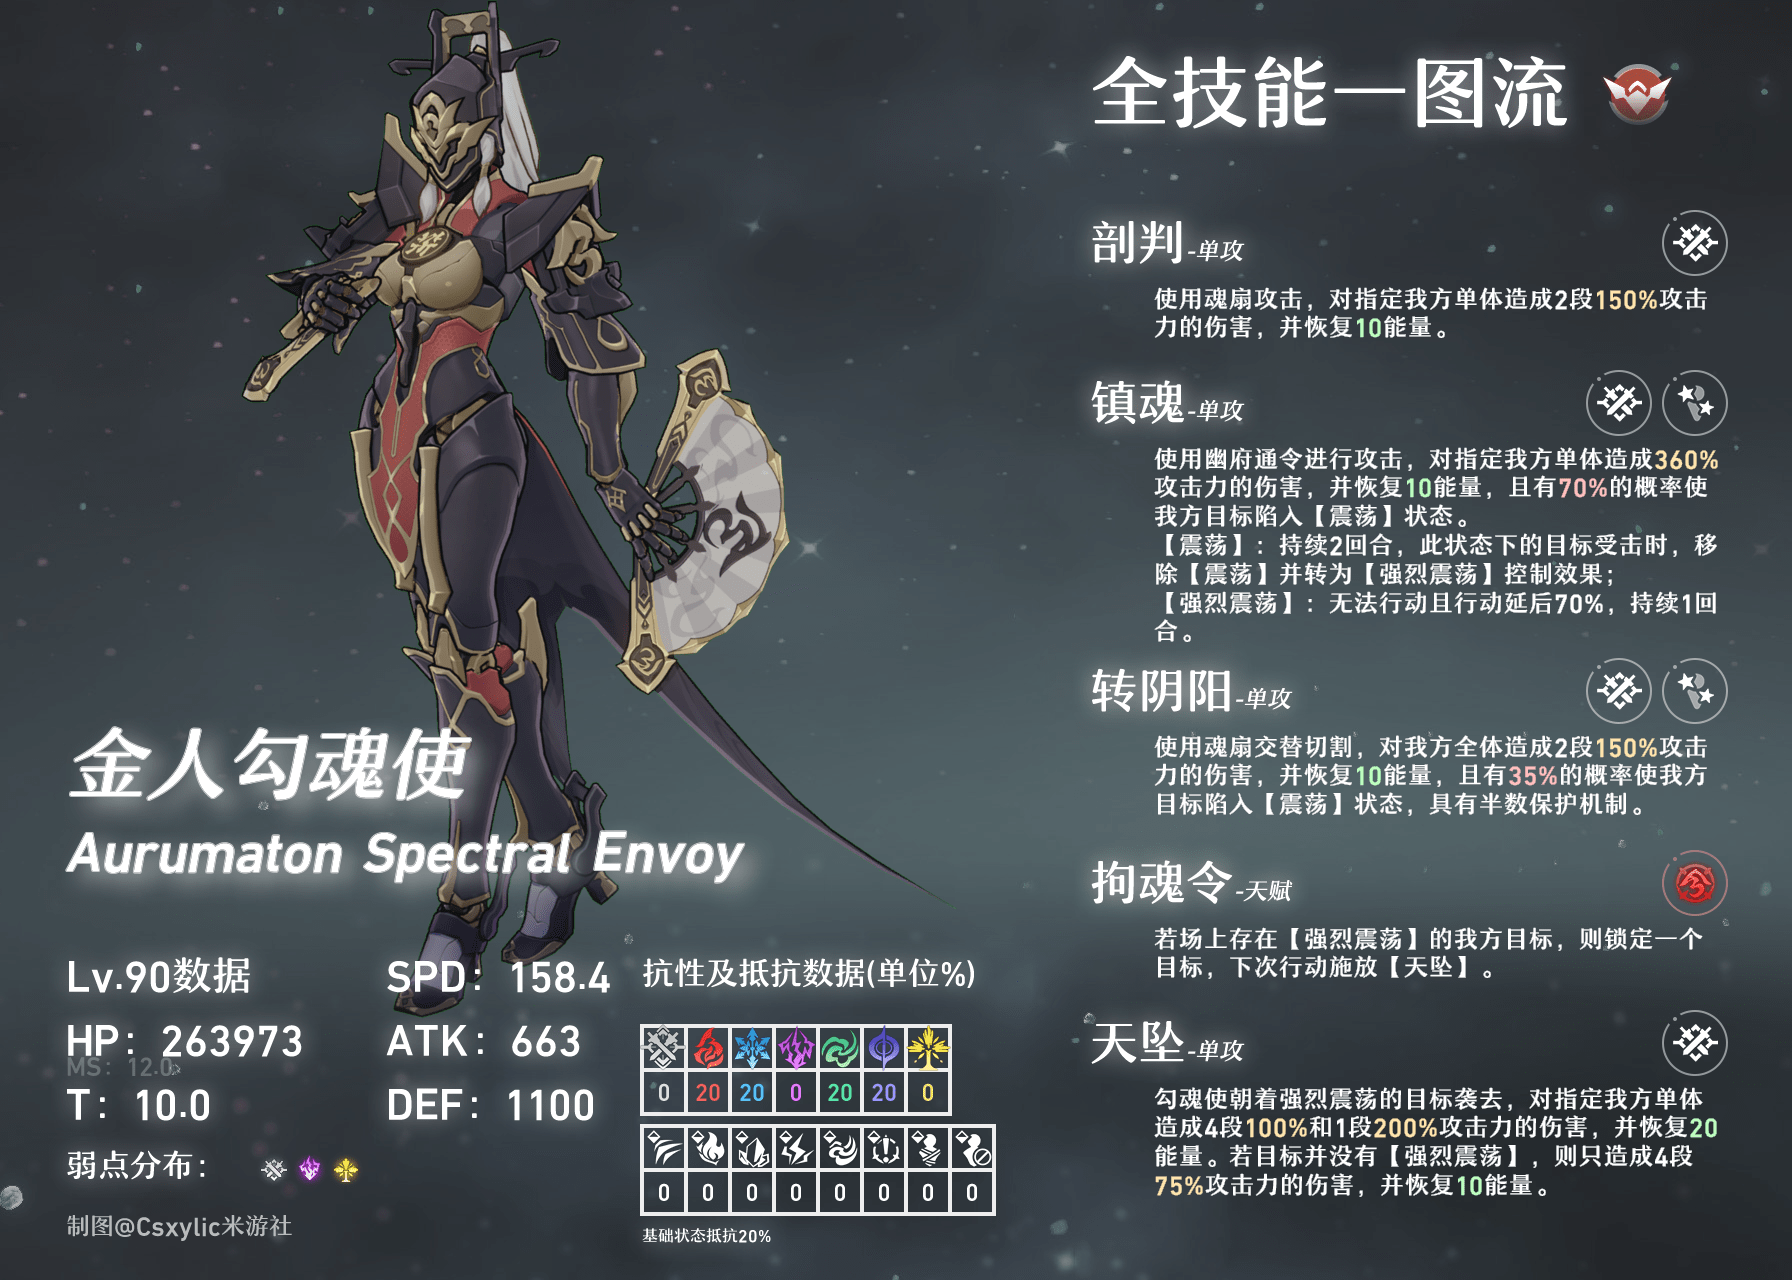 全技能一图流
剖判-单攻
使用魂扇攻击，对指定我方单体造成2段150%攻击
力的伤害，并恢复10能量。
镇魂-单攻
使用幽府通令进行攻击，对指定我方单体造成360%
攻击力的伤害，并恢复10能量，且有70%的概率使
我方目标陷入【震荡】状态。
【震荡】：持续2回合，此状态下的目标受击时，移
除【震荡】并转为【强烈震荡】控制效果；
【强烈震荡】：无法行动且行动延后70%，持续1回
合。
转阴阳-单攻
使用魂扇交替切割，对我方全体造成2段150%攻击
力的伤害，并恢复10能量，且有35%的概率使我方
目标陷入【震荡】状态，具有半数保护机制。
拘魂令-天赋
若场上存在【强烈震荡】的我方目标，则锁定一个
目标，下次行动施放【天坠】。
天坠-单攻
勾魂使朝着强烈震荡的目标袭去，对指定我方单体
造成4段100%和1段200%攻击力的伤害，并恢复20
能量。若目标并没有【强烈震荡】，则只造成4段
75%攻击力的伤害，并恢复10能量。
金人勾魂使
Aurumaton Spectral Envoy
Lv.90数据
SPD：158.4
HP：263973
ATK：663
MS：12.0
T：10.0
DEF：1100
弱点分布：
制图@Csxylic米游社
抗性及抵抗数据(单位%)
0 20 20 0 20 20 0
0 0 0 0 0 0 0 0
基础状态抵抗20%